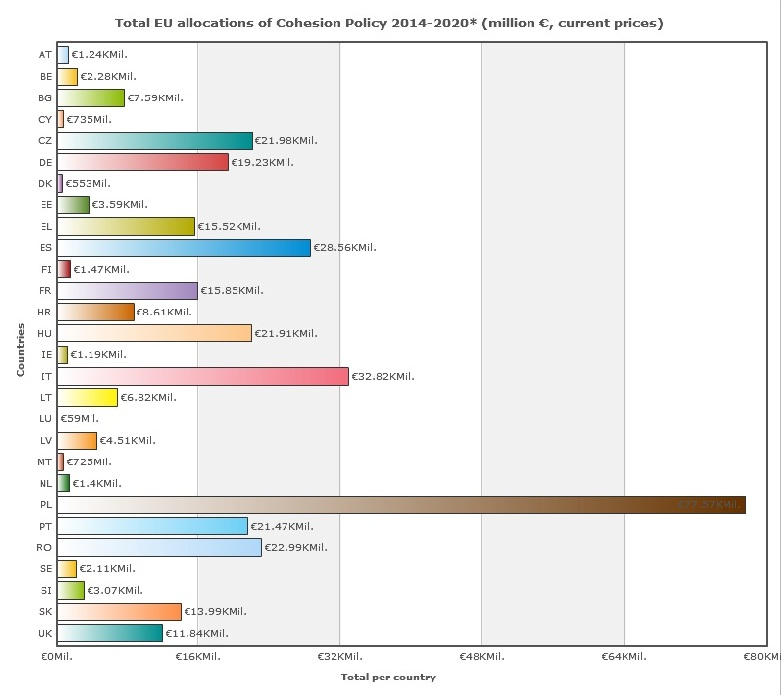 Total EU allocations of Cohesion Policy 2014-2020* (million €, current prices)
AT €1.24KMil.
BE €2.28KMil.
BG €7.59KMil.
CY €735Mil.
CZ €21.98KMil.
DE €19.23KMil.
DK €553Mil.
EE €3.59KMil.
EL €15.52KMil.
ES €28.56KMil.
FI €1.47KMil.
FR €15.85KMil.
HR €8.61KMil.
HU €21.91KMil.
IE €1.19KMil.
IT €32.82KMil.
LT €6.82KMil.
LU €59Mil.
LV €4.51KMil.
MT €725Mil.
NL €1.4KMil.
PL €77.57KMil.
PT €21.47KMil.
RO €22.99KMil.
SE €2.11KMil.
SI €3.07KMil.
SK €13.99KMil.
UK €11.84KMil.
Countries
€0Mil. €16KMil. €32KMil. €48KMil. €64KMil. €80KMi
Total per country